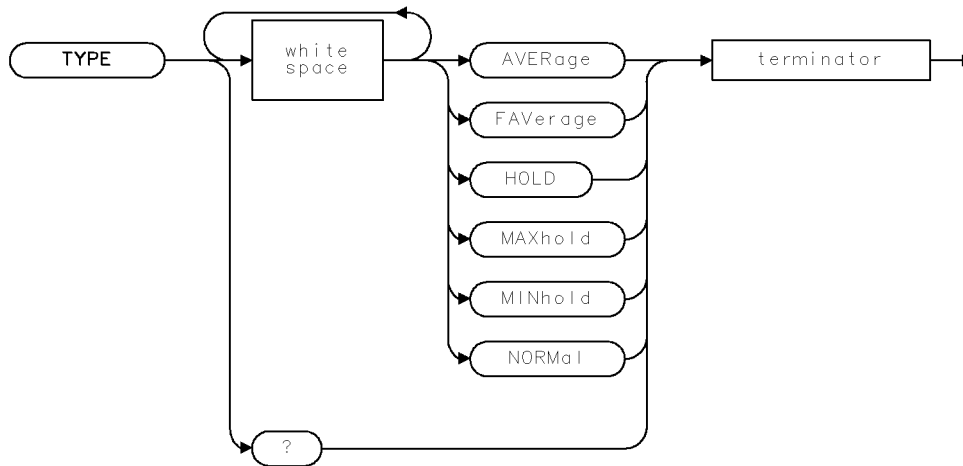 TYPE
white
space
AVERage
FAVerage
HOLD
MAXhold
MINhold
NORMal
terminator
?